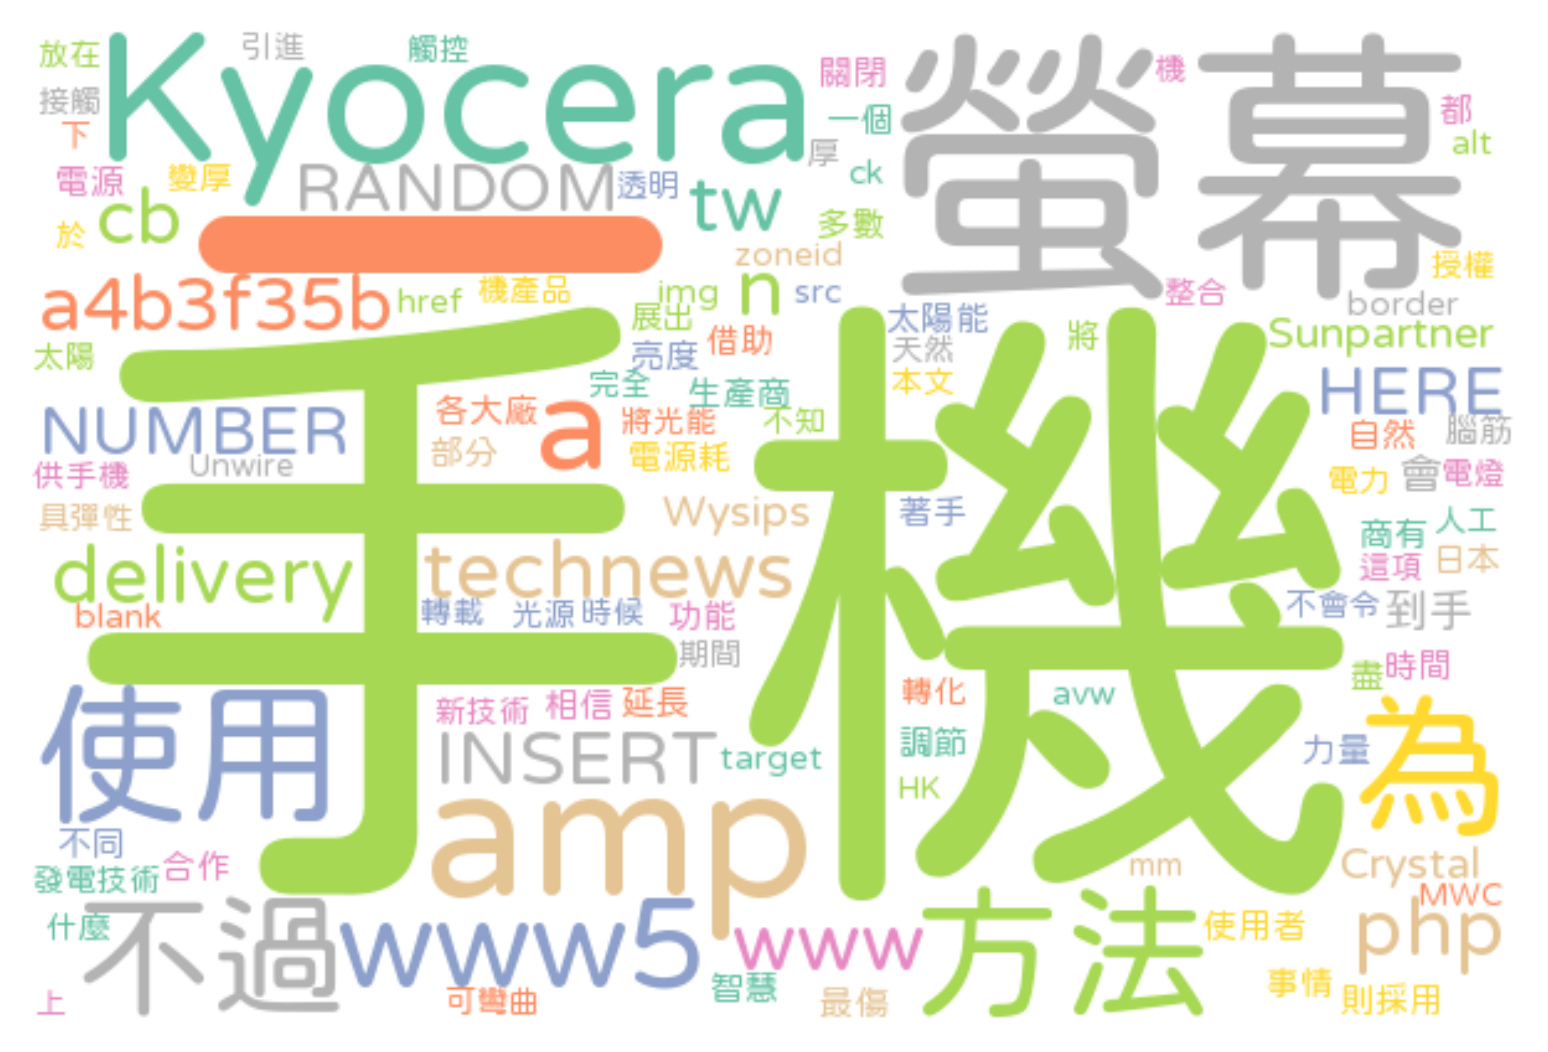 放在
Kyocera
引進
觸控
關閉
螢幕
機
接觸
一個
都
下
厚
alt
電源
變厚
RANDOM
透明
tw
ck
於
cb
一
多數
zoneid
授權
a4b3f35b
href
機產品
img
n
src
整合
border
展出
太陽能
太陽
手機
亮度
借助
天然
將
Sunpartner
完全
生產商
本文
HERE
NUMBER
各大廠
a
將光能
不知
自然
腦筋
Unwire
部分
電源耗
供手機
電力
會
電燈
具彈性
Wysips
著手
商有
人工
delivery
technews
這項
日本
blank
轉載
光源
時候
功能
不會令
到手
期間
盡
時間
使用
新技術
相信
延長
轉化
avw
為
INSERT
target
調節
力量
HK
amp
不同
發電技術
合作
mm
Crystal
MWC
什麼
不過
www5
www
方法
使用者
php
上
可彎曲
智慧
最傷
事情
則採用